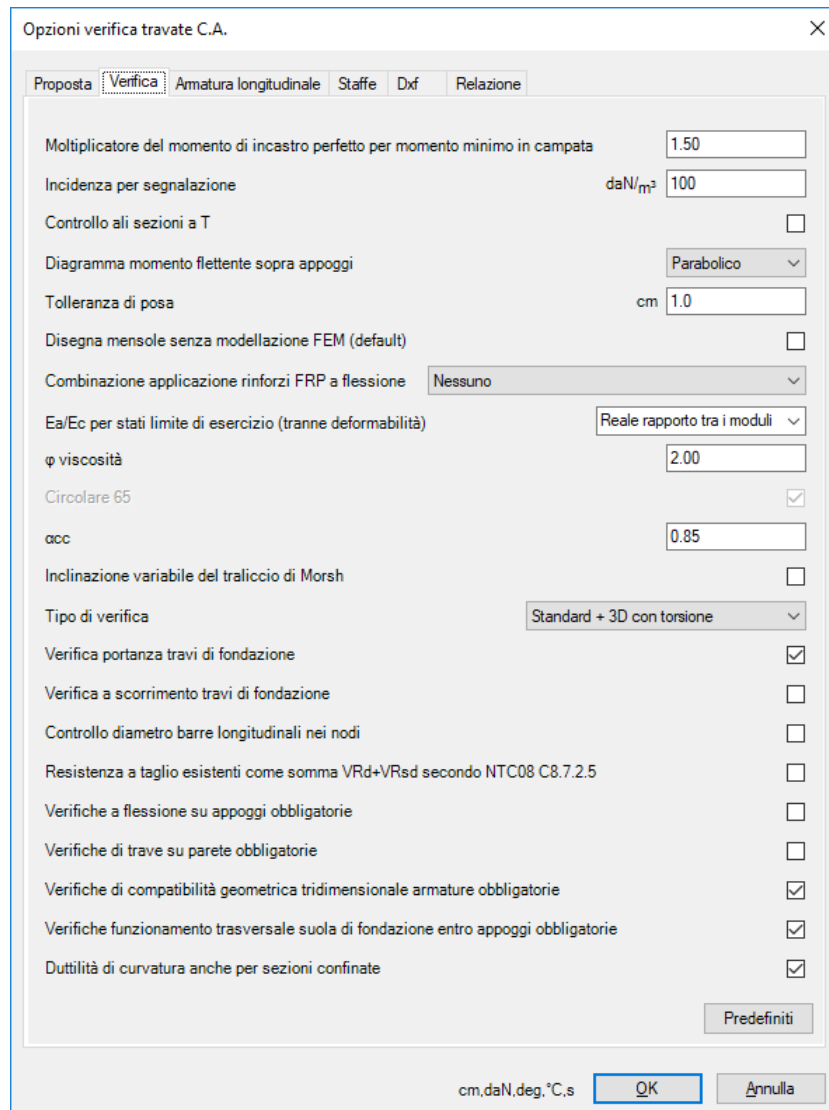 Opzioni verifica travate C.A.
Proposta Verifica Armatura longitudinale Staffe Dxf Relazione
Moltiplicatore del momento di incastro perfetto per momento minimo in campata 1.50
Incidenza per segnalazione daN/m³ 100
Controllo ali sezioni a T
Diagramma momento flettente sopra appoggi Parabolico
Tolleranza di posa cm 1.0
Disegna mensole senza modellazione FEM (default)
Combinazione applicazione rinforzi FRP a flessione Nessuno
Ea/Ec per stati limite di esercizio (tranne deformabilità) Reale rapporto tra i moduli
φ viscosità 2.00
Circolare 65
αcc 0.85
Inclinazione variabile del traliccio di Morsh
Tipo di verifica Standard + 3D con torsione
Verifica portanza travi di fondazione
Verifica a scorrimento travi di fondazione
Controllo diametro barre longitudinali nei nodi
Resistenza a taglio esistenti come somma VRd+VRsd secondo NTC08 C8.7.2.5
Verifiche a flessione su appoggi obbligatorie
Verifiche di trave su parete obbligatorie
Verifiche di compatibilità geometrica tridimensionale armature obbligatorie
Verifiche funzionamento trasversale suola di fondazione entro appoggi obbligatorie
Duttilità di curvatura anche per sezioni confinate
Predefiniti
cm,daN,deg,°C,s OK Annulla